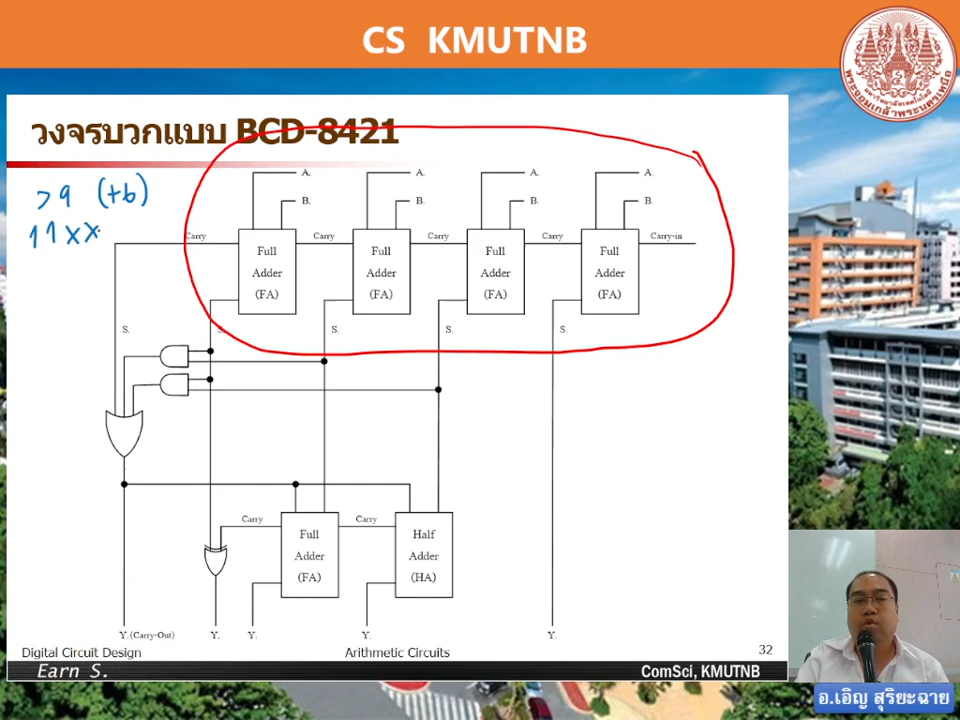 CS KMUTNB
วงจรบวกแบบ BCD-8421
>9 (+6)
11xx
A. A. A. A.
B. B. B. B.
Carry Carry Carry Carry Carry-in
Full Full Full Full
Adder Adder Adder Adder
(FA) (FA) (FA) (FA)
S. S. S. S. S.
Carry Carry
Full Half
Adder Adder
(FA) (HA)
Y. (Carry-Out) Y. Y. Y. Y.
Digital Circuit Design Arithmetic Circuits 32
Earn S. ComSci, KMUTNB
อ.เอิญ สุริยะฉาย